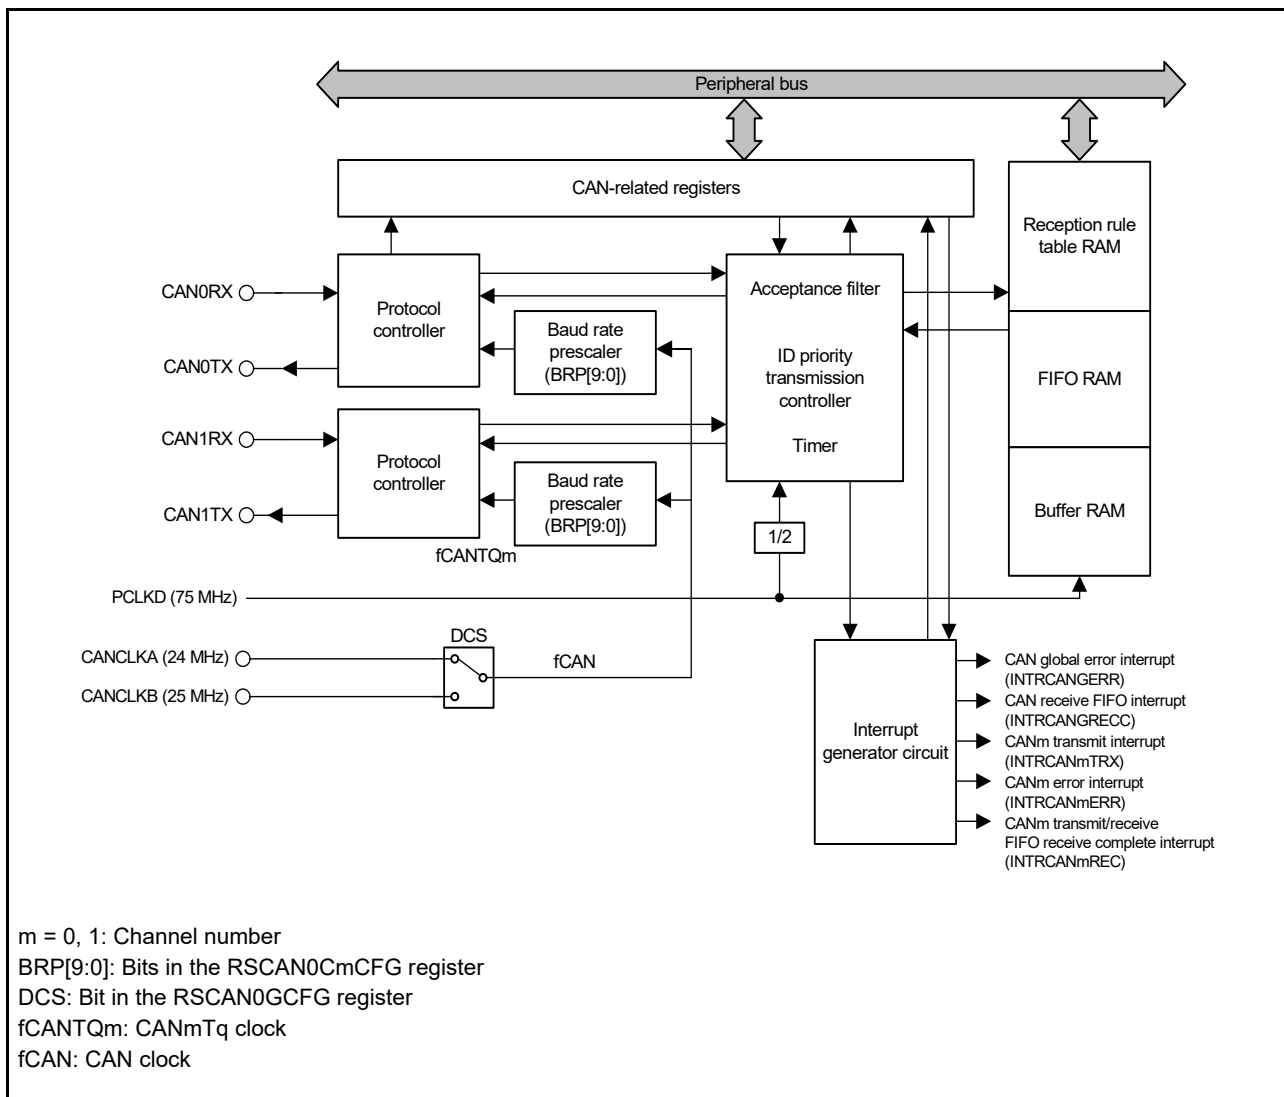 Peripheral bus
CAN-related registers
Reception rule
table RAM
FIFO RAM
Buffer RAM
CAN0RX
CAN0TX
Protocol
controller
Baud rate
prescaler
(BRP[9:0])
Acceptance filter
ID priority
transmission
controller
Timer
CAN1RX
CAN1TX
Protocol
controller
Baud rate
prescaler
(BRP[9:0])
fCANTQm
1/2
PCLKD (75 MHz)
DCS
CANCLKA (24 MHz)
CANCLKB (25 MHz)
fCAN
Interrupt
generator circuit
CAN global error interrupt
(INTRCANGERR)
CAN receive FIFO interrupt
(INTRCANGRECC)
CANm transmit interrupt
(INTRCANmTRX)
CANm error interrupt
(INTRCANmERR)
CANm transmit/receive
FIFO receive complete interrupt
(INTRCANmREC)
m = 0, 1: Channel number
BRP[9:0]: Bits in the RSCAN0CmCFG register
DCS: Bit in the RSCAN0GCFG register
fCANTQm: CANmTq clock
fCAN: CAN clock